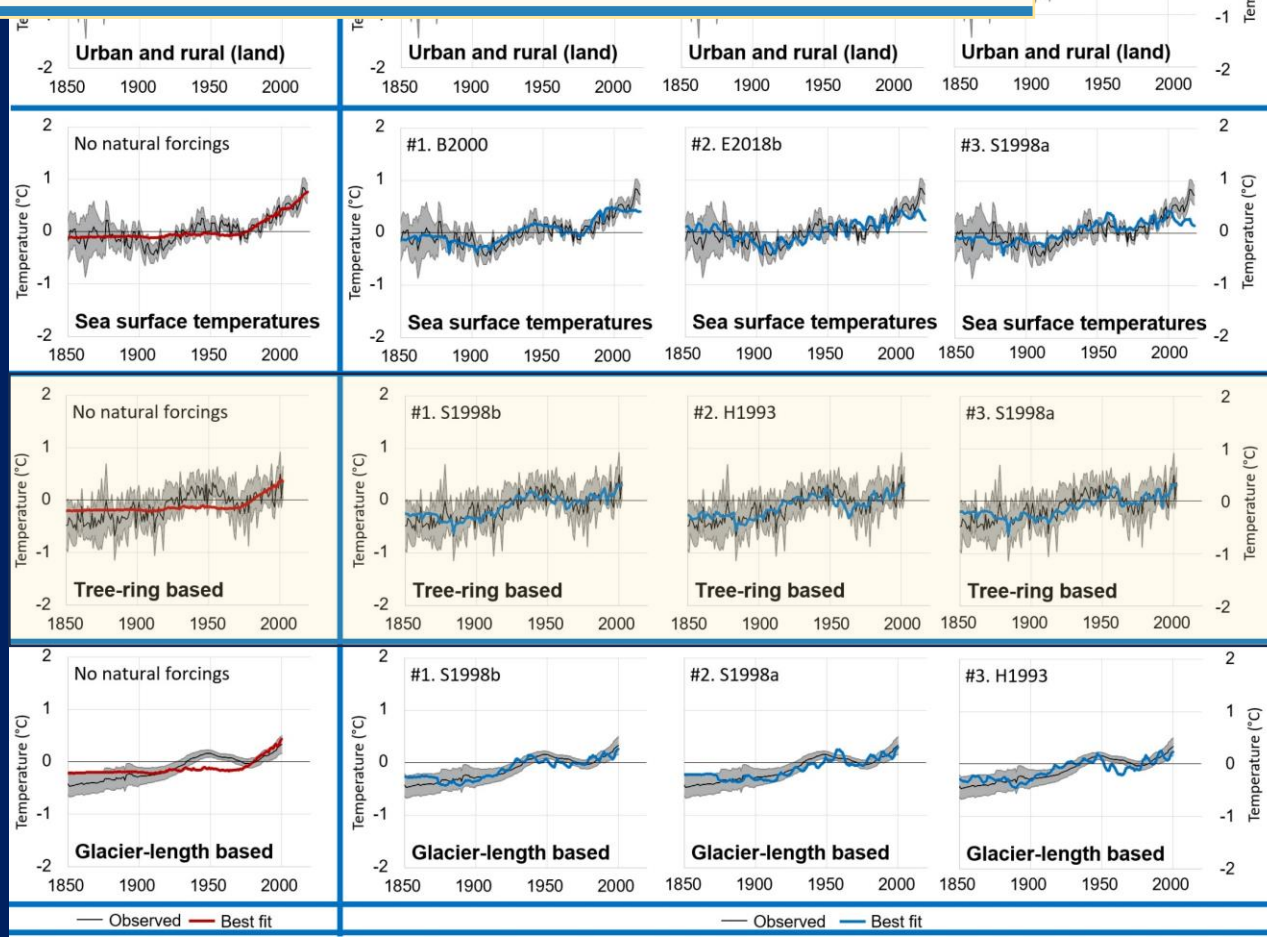 -1
-2
Urban and rural (land)
1850 1900 1950 2000
-2
Urban and rural (land)
1850 1900 1950 2000
Urban and rural (land)
1850 1900 1950 2000
Urban and rural (land)
1850 1900 1950 2000
-2
2
1
0
-1
-2
Temperature (°C)
No natural forcings
Sea surface temperatures
1850 1900 1950 2000
2
1
0
-1
-2
Temperature (°C)
#1. B2000
Sea surface temperatures
1850 1900 1950 2000
#2. E2018b
Sea surface temperatures
1850 1900 1950 2000
#3. S1998a
Sea surface temperatures
1850 1900 1950 2000
2
1
0
-1
-2
Temperature (°C)
2
1
0
-1
-2
Temperature (°C)
No natural forcings
Tree-ring based
1850 1900 1950 2000
2
1
0
-1
-2
Temperature (°C)
#1. S1998b
Tree-ring based
1850 1900 1950 2000
#2. H1993
Tree-ring based
1850 1900 1950 2000
#3. S1998a
Tree-ring based
1850 1900 1950 2000
2
1
0
-1
-2
Temperature (°C)
2
1
0
-1
-2
Temperature (°C)
No natural forcings
Glacier-length based
1850 1900 1950 2000
2
1
0
-1
-2
Temperature (°C)
#1. S1998b
Glacier-length based
1850 1900 1950 2000
#2. S1998a
Glacier-length based
1850 1900 1950 2000
#3. H1993
Glacier-length based
1850 1900 1950 2000
2
1
0
-1
-2
Temperature (°C)
Observed Best fit
Observed Best fit